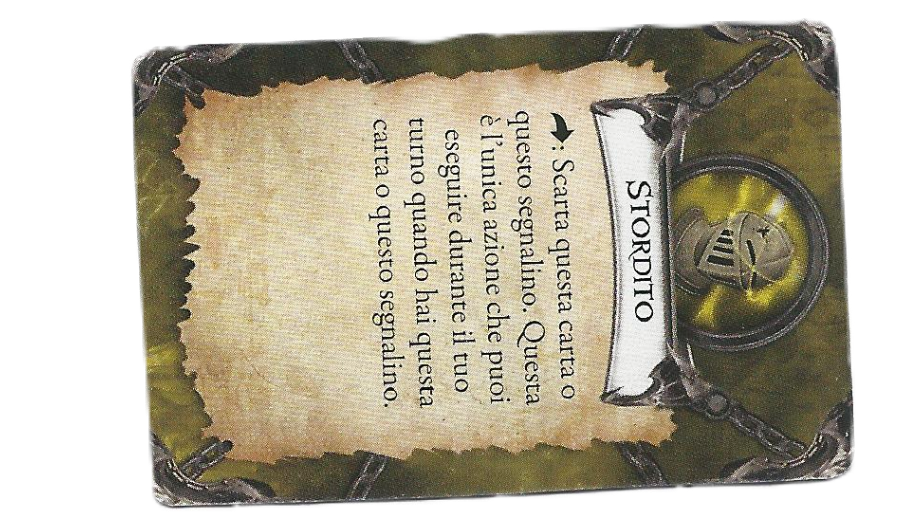 STORDITO
: Scarta questa carta o
questo segnalino. Questa
è l'unica azione che puoi
eseguire durante il tuo
turno quando hai questa
carta o questo segnalino.